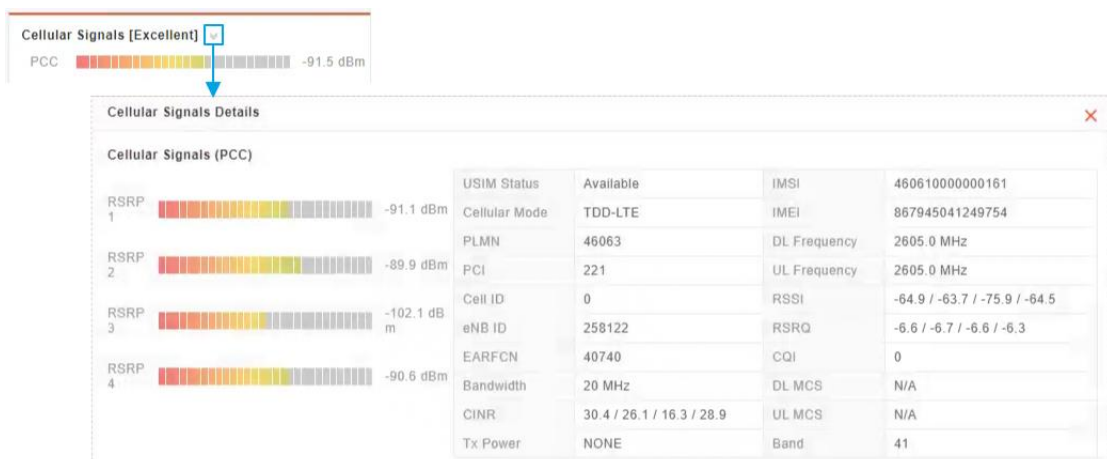 Cellular Signals [Excellent]
PCC -91.5 dBm
Cellular Signals Details
Cellular Signals (PCC)
RSRP 1 -91.1 dBm
RSRP 2 -89.9 dBm
RSRP 3 -102.1 dBm
RSRP 4 -90.6 dBm
USIM Status Available IMSI 460610000000161
Cellular Mode TDD-LTE IMEI 867945041249754
PLMN 46063 DL Frequency 2605.0 MHz
PCI 221 UL Frequency 2605.0 MHz
Cell ID 0 RSSI -64.9 / -63.7 / -75.9 / -64.5
eNB ID 258122 RSRQ -6.6 / -6.7 / -6.6 / -6.3
EARFCN 40740 CQI 0
Bandwidth 20 MHz DL MCS N/A
CINR 30.4 / 26.1 / 16.3 / 28.9 UL MCS N/A
Tx Power NONE Band 41